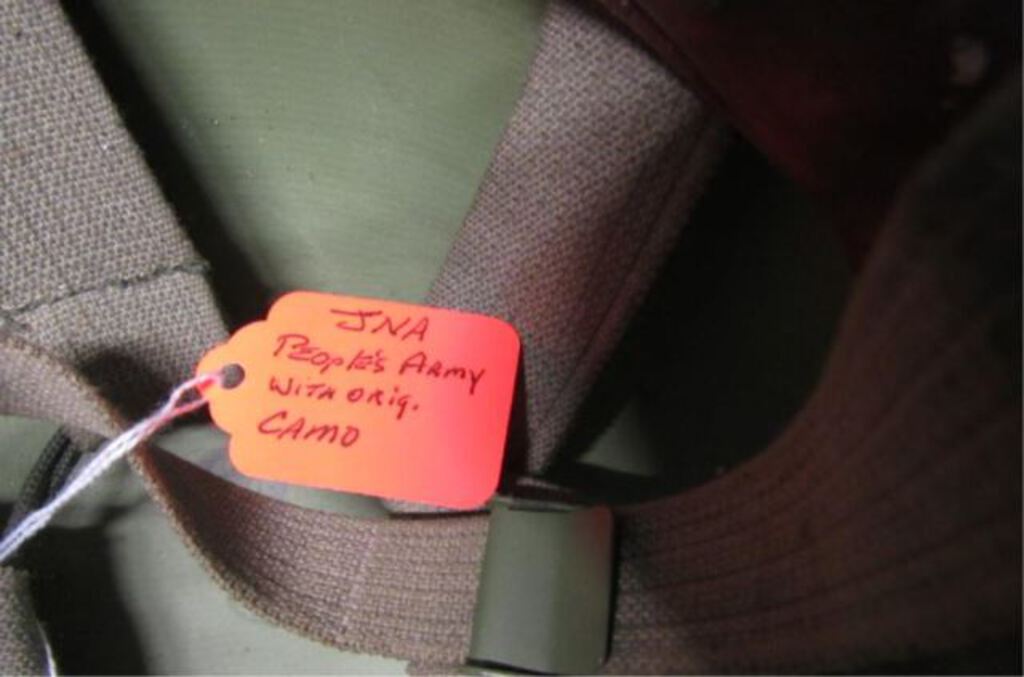 JNA
PEOPLE'S ARMY
WITH ORIG.
CAMO